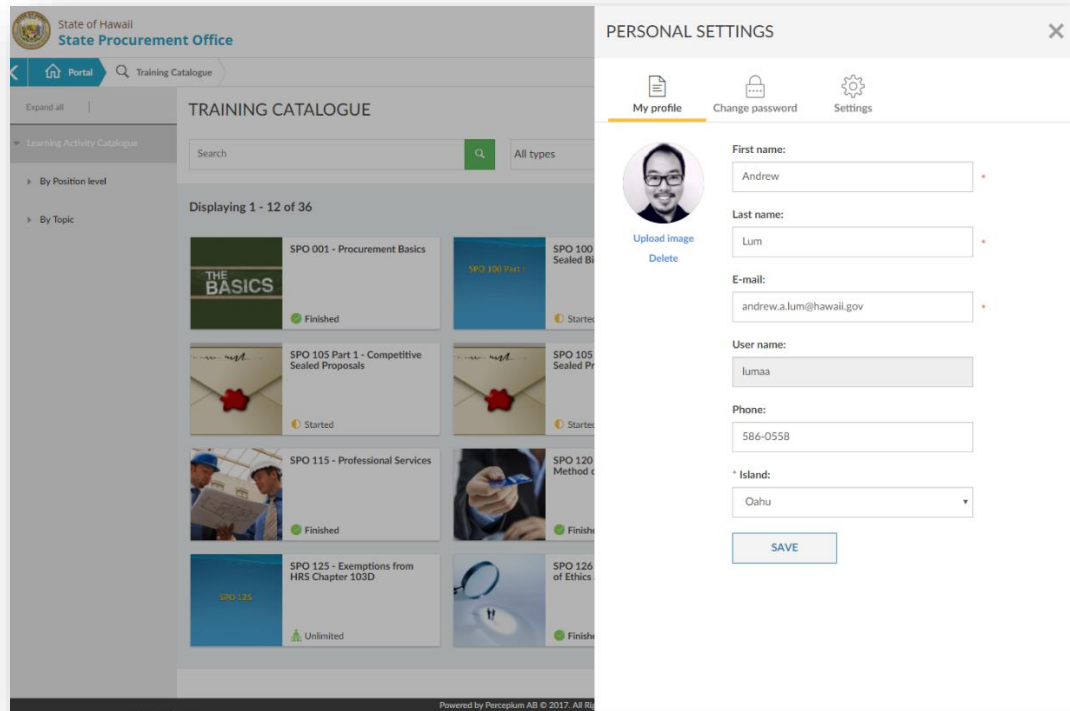 State of Hawaii
State Procurement Office
Portal
Training Catalogue
Expand all
Learning Activity Catalogue
By Position level
By Topic
TRAINING CATALOGUE
Search
All types
Displaying 1 - 12 of 36
THE
BASICS
SPO 001 - Procurement Basics
Finished
SPO 100 Part I
SPO 100
Sealed Bi
Started
SPO 105 Part 1 - Competitive
Sealed Proposals
Started
SPO 105
Sealed Pr
Started
SPO 115 - Professional Services
Finished
SPO 120
Method o
Finishe
SPO 125
SPO 125 - Exemptions from
HRS Chapter 103D
Unlimited
SPO 126
of Ethics
Finishe
Powered by Perceptum AB © 2017. All Rig
PERSONAL SETTINGS
My profile
Change password
Settings
Upload image
Delete
First name:
Andrew *
Last name:
Lum *
E-mail:
andrew.a.lum@hawaii.gov *
User name:
lumaa
Phone:
586-0558
* Island:
Oahu
SAVE